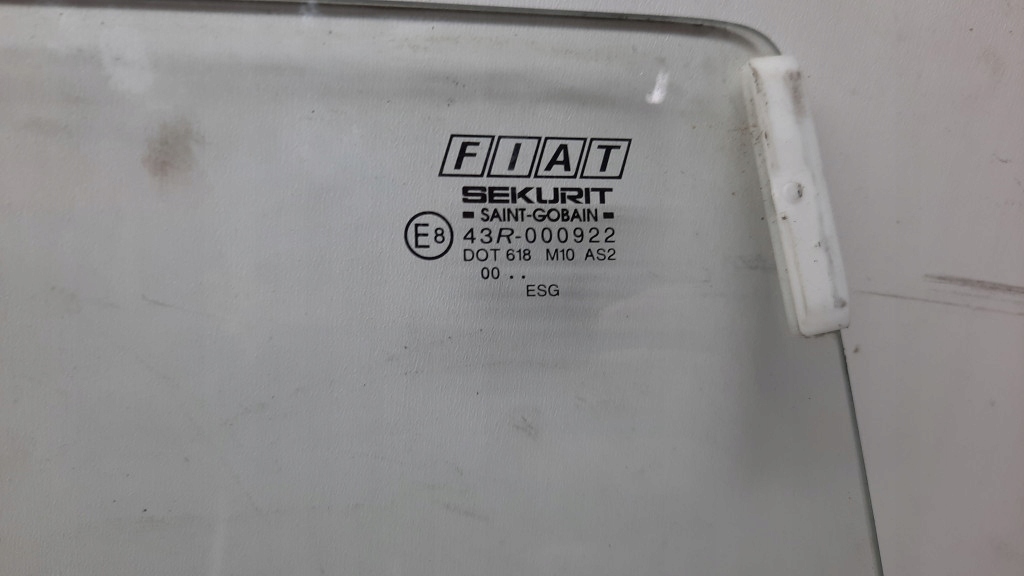 FIAT
SEKURIT
SAINT-GOBAIN
E8 43R-000922
DOT 618 M10 AS2
00 . .
ESG